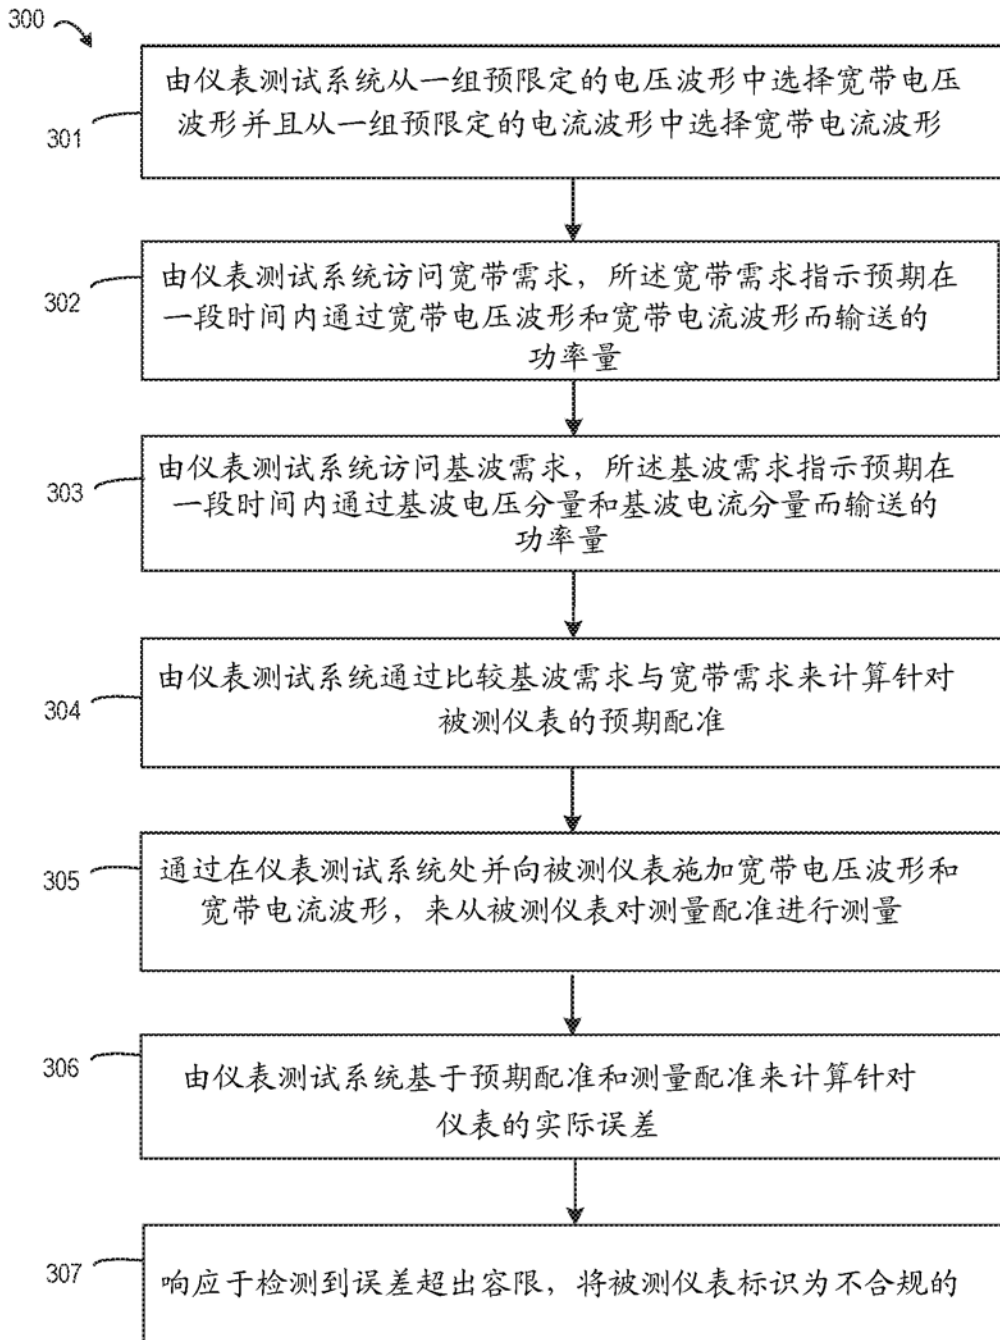 300
301
由仪表测试系统从一组预限定的电压波形中选择宽带电压
波形并且从一组预限定的电流波形中选择宽带电流波形
302
由仪表测试系统访问宽带需求，所述宽带需求指示预期在
一段时间内通过宽带电压波形和宽带电流波形而输送的
功率量
303
由仪表测试系统访问基波需求，所述基波需求指示预期在
一段时间内通过基波电压分量和基波电流分量而输送的
功率量
304
由仪表测试系统通过比较基波需求与宽带需求来计算针对
被测仪表的预期配准
305
通过在仪表测试系统处并向被测仪表施加宽带电压波形和
宽带电流波形，来从被测仪表对测量配准进行测量
306
由仪表测试系统基于预期配准和测量配准来计算针对
仪表的实际误差
307
响应于检测到误差超出容限，将被测仪表标识为不合规的